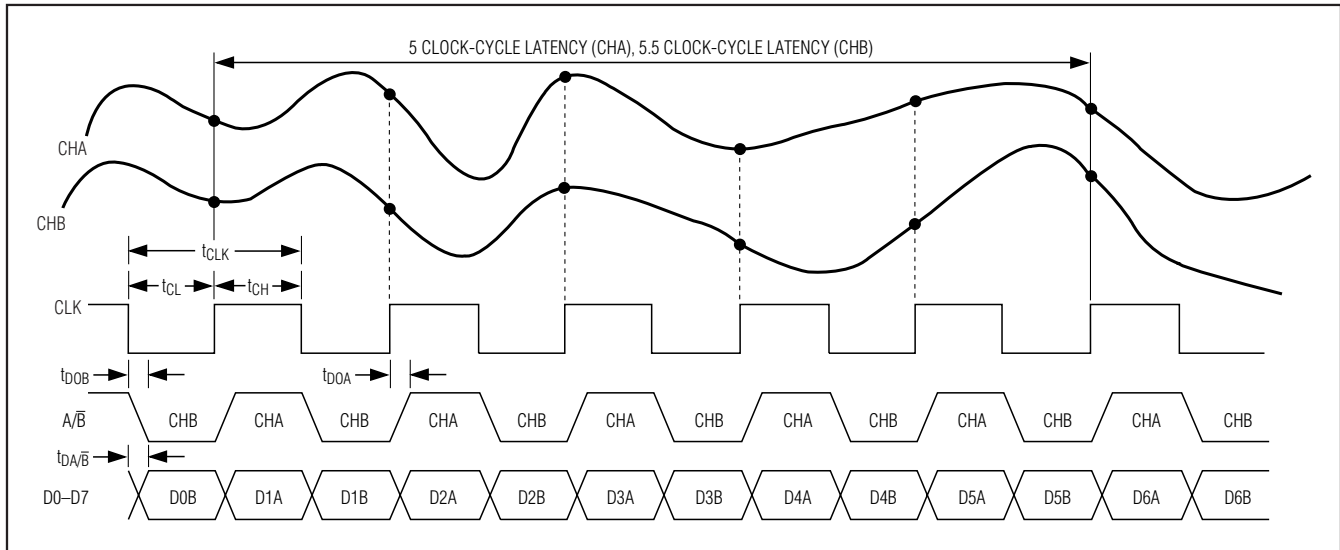 5 CLOCK-CYCLE LATENCY (CHA), 5.5 CLOCK-CYCLE LATENCY (CHB)
CHA
CHB
tCLK
tCL
tCH
CLK
tDOB
tDOA
A/B̅
CHB CHA CHB CHA CHB CHA CHB CHA CHB CHA CHB CHA CHB
tDA/B̅
D0–D7
D0B D1A D1B D2A D2B D3A D3B D4A D4B D5A D5B D6A D6B